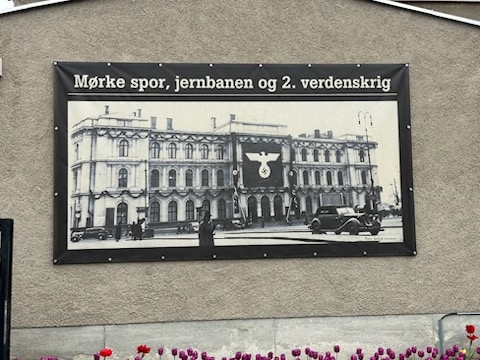 Mørke spor, jernbanen og 2. verdenskrig